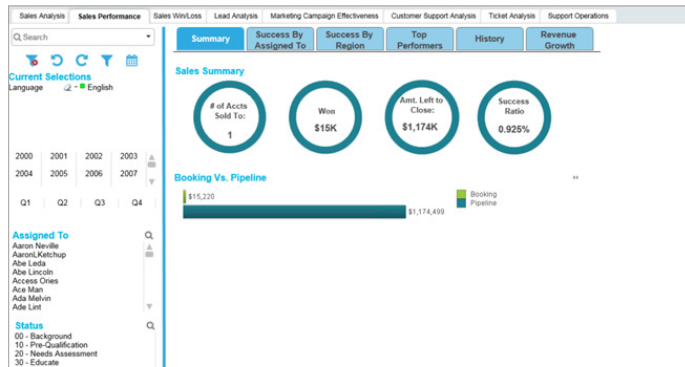 Sales Analysis Sales Performance Sales Win/Loss Lead Analysis Marketing Campaign Effectiveness Customer Support Analysis Ticket Analysis Support Operations
Search
Summary
Success By
Assigned To
Success By
Region
Top
Performers
History
Revenue
Growth
Current Selections
Language - English
2000 2001 2002 2003
2004 2005 2006 2007
Q1 Q2 Q3 Q4
Assigned To
Aaron Neville
AaronLKetchup
Abe Leda
Abe Lincoln
Access Ories
Ace Man
Ada Melvin
Ade Lint
Status
00 - Background
10 - Pre-Qualification
20 - Needs Assessment
30 - Educate
Sales Summary
# of Accts
Sold To:
1
Won
$15K
Amt. Left to
Close:
$1,174K
Success
Ratio
0.925%
Booking Vs. Pipeline
$15,220
$1,174,499
Booking
Pipeline